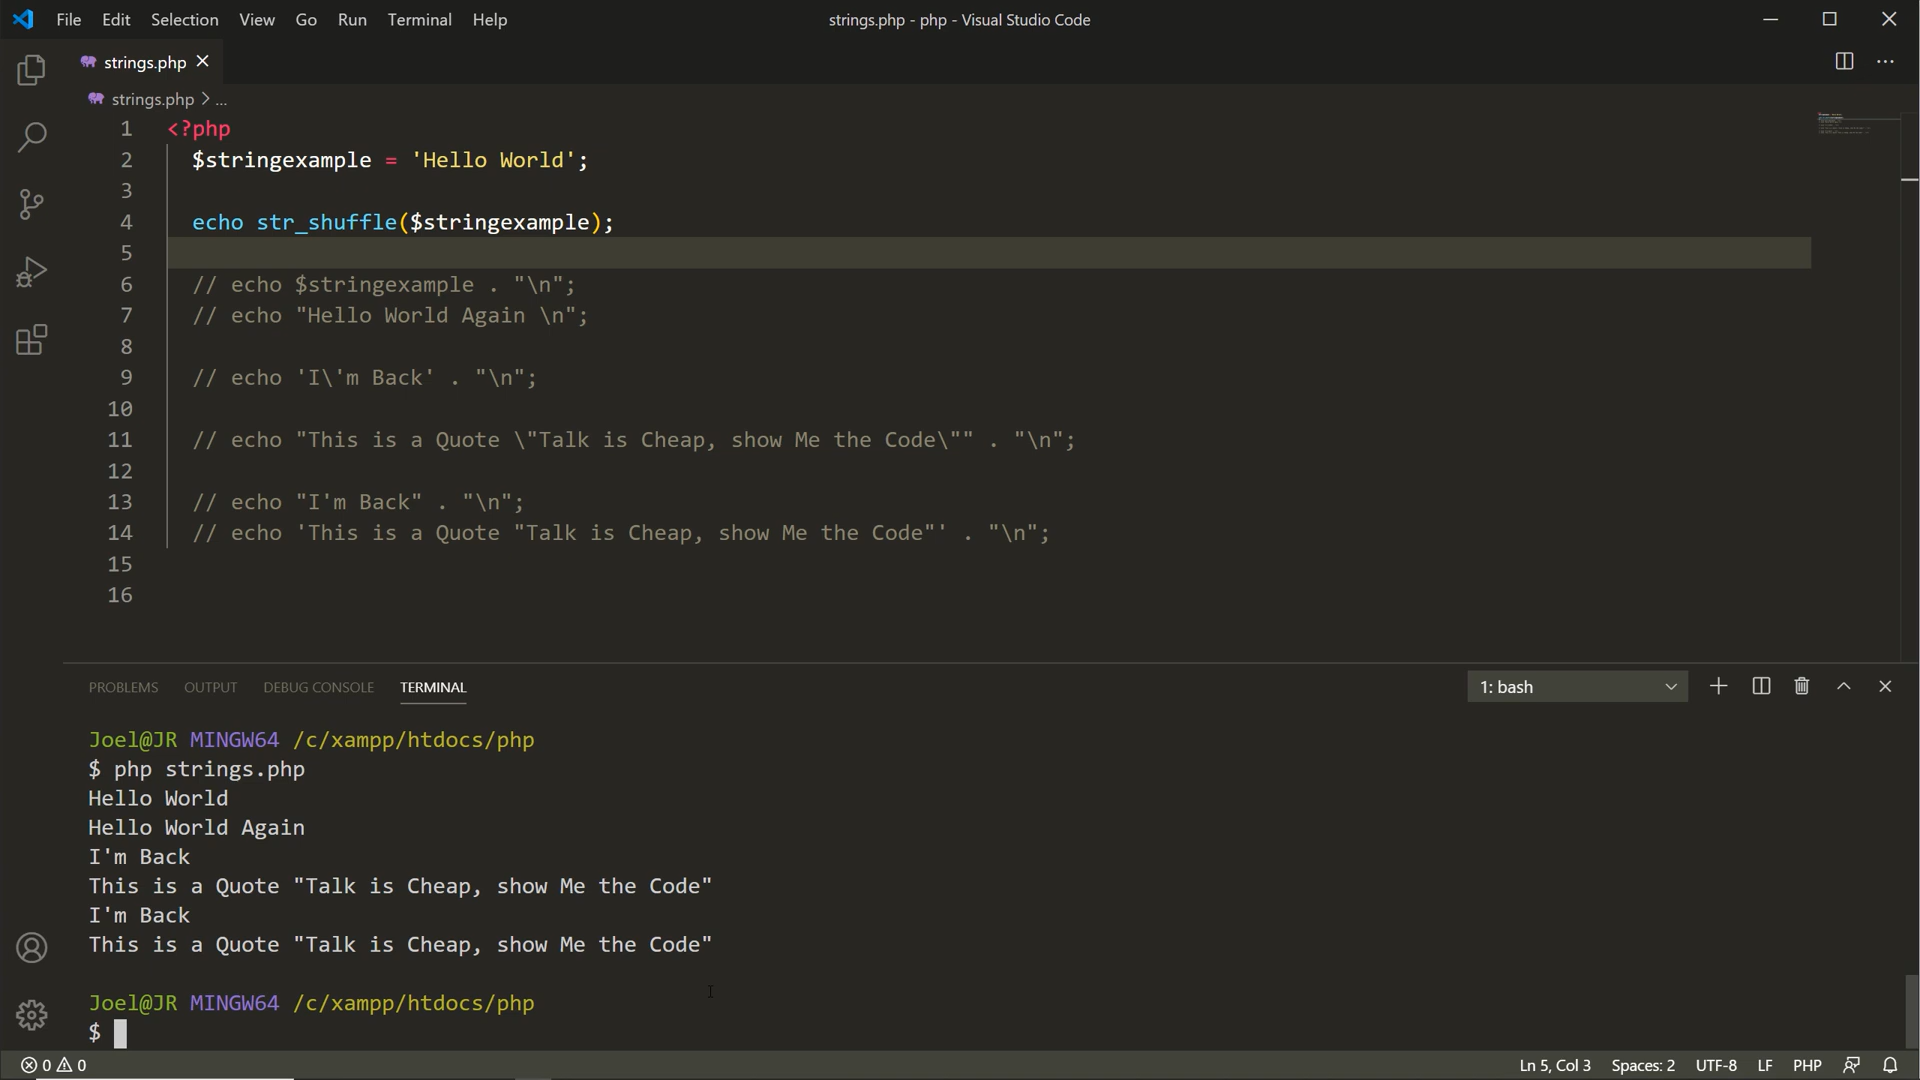 File Edit Selection View Go Run Terminal Help
strings.php - php - Visual Studio Code
strings.php
strings.php > ...
1 <?php
2 $stringexample = 'Hello World';
3
4 echo str_shuffle($stringexample);
5
6 // echo $stringexample . "\n";
7 // echo "Hello World Again \n";
8
9 // echo 'I\'m Back' . "\n";
10
11 // echo "This is a Quote \"Talk is Cheap, show Me the Code\"" . "\n";
12
13 // echo "I'm Back" . "\n";
14 // echo 'This is a Quote "Talk is Cheap, show Me the Code"' . "\n";
15
16
PROBLEMS OUTPUT DEBUG CONSOLE TERMINAL
1: bash
Joel@JR MINGW64 /c/xampp/htdocs/php
$ php strings.php
Hello World
Hello World Again
I'm Back
This is a Quote "Talk is Cheap, show Me the Code"
I'm Back
This is a Quote "Talk is Cheap, show Me the Code"
Joel@JR MINGW64 /c/xampp/htdocs/php
$
0 0
Ln 5, Col 3 Spaces: 2 UTF-8 LF PHP